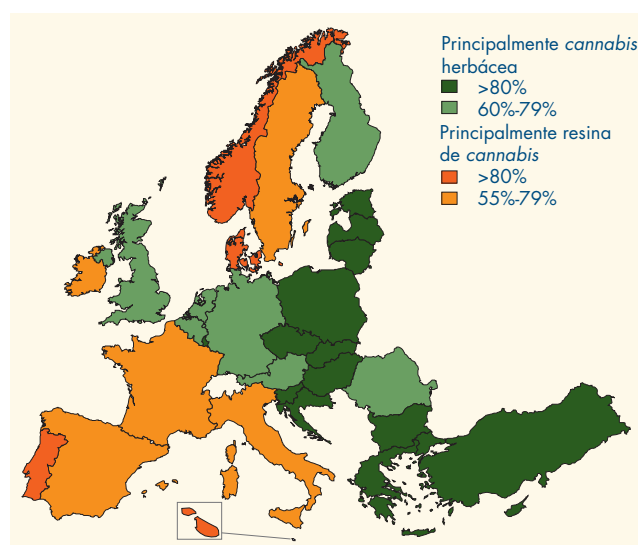 Principalmente cannabis
herbácea
>80%
60%-79%
Principalmente resina
de cannabis
>80%
55%-79%